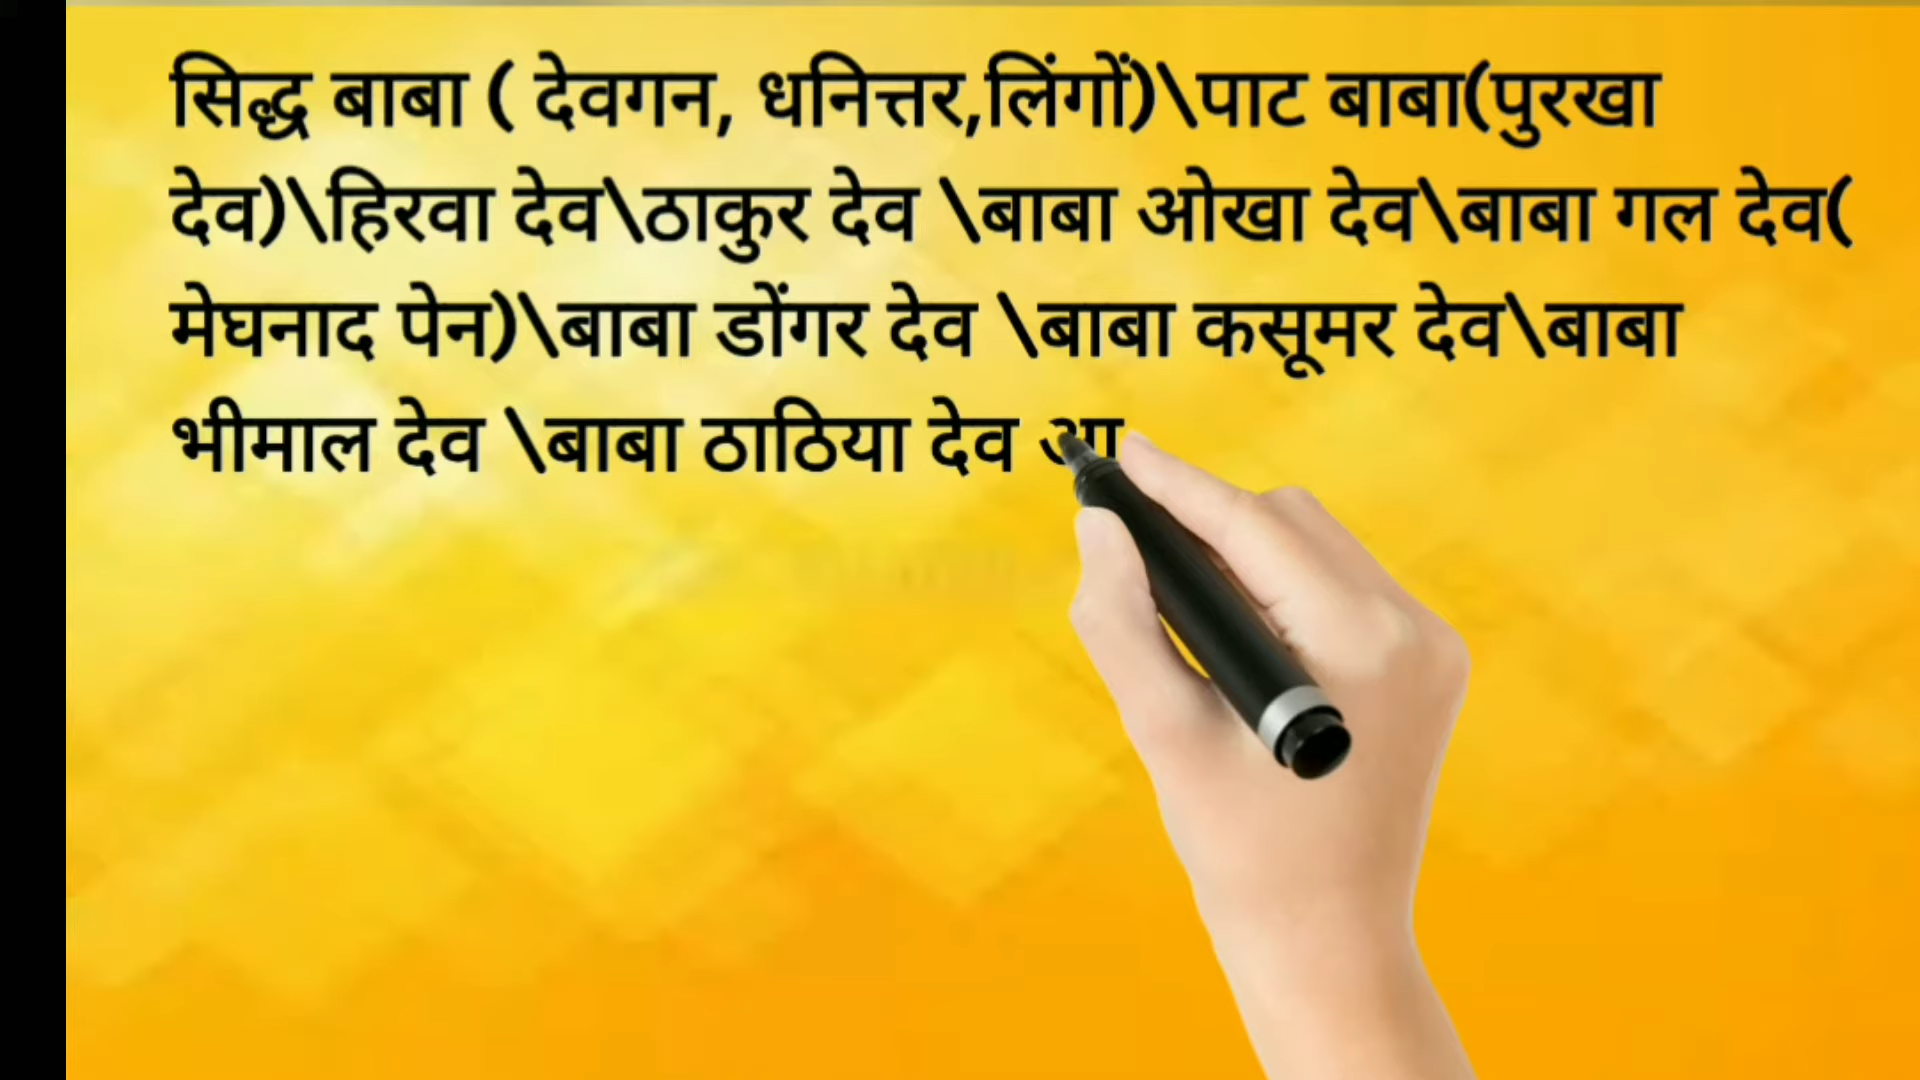 सिद्ध बाबा ( देवगन, धनित्तर,लिंगों)\पाट बाबा(पुरखा
देव)\हिरवा देव\ठाकुर देव \बाबा ओखा देव\बाबा गल देव(
मेघनाद पेन)\बाबा डोंगर देव \बाबा कसूमर देव\बाबा
भीमाल देव \बाबा ठाठिया देव